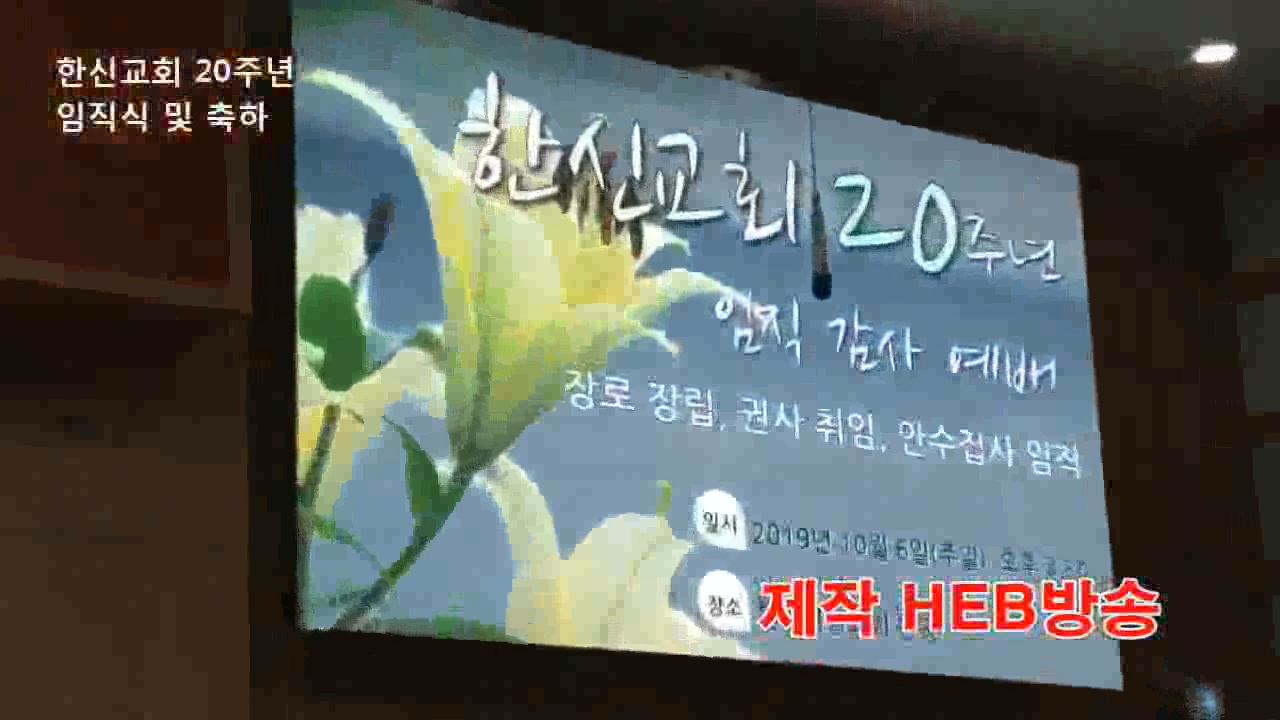 한신교회 20주년
임직식 및 축하
한신교회 20주년
임직 감사 예배
장로 장립, 권사 취임, 안수집사 임직
일시 2019년 10월 6일(주일) 오후
장소
제작 HEB방송